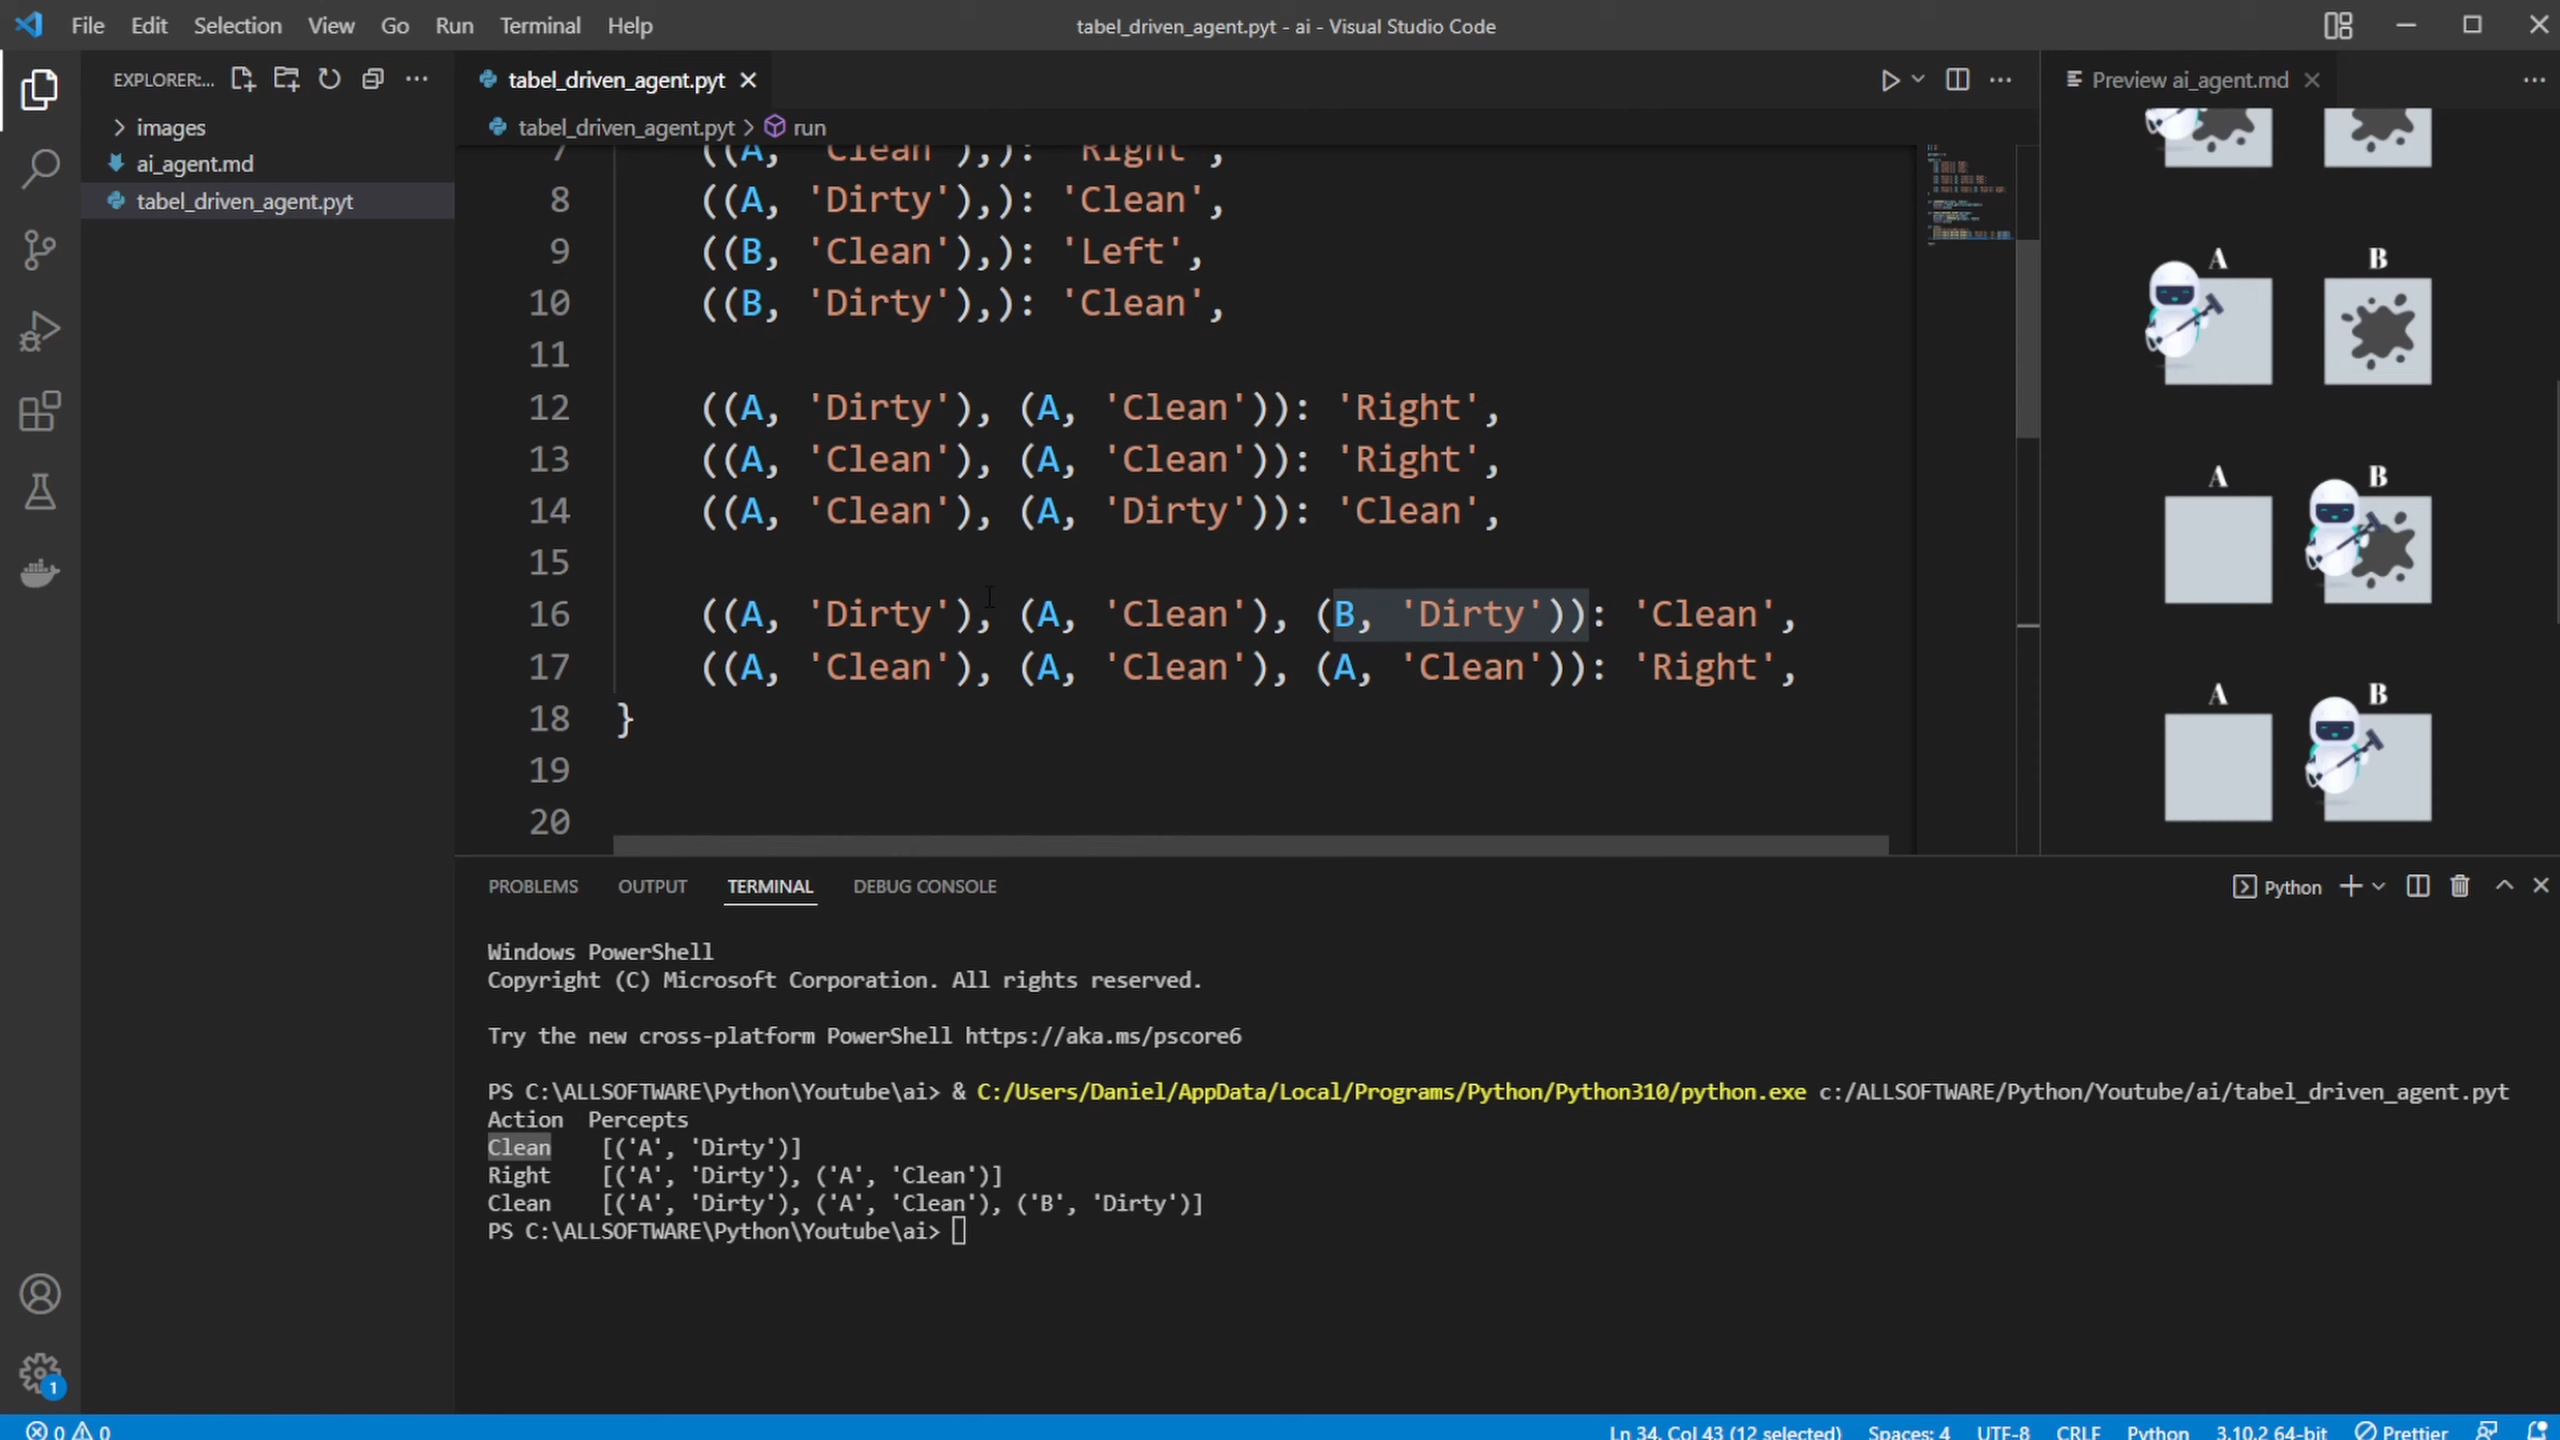 File Edit Selection View Go Run Terminal Help
tabel_driven_agent.pyt - ai - Visual Studio Code
EXPLORER:...
images
ai_agent.md
tabel_driven_agent.pyt
tabel_driven_agent.pyt
tabel_driven_agent.pyt > run
7 ((A, 'Clean'),): 'Right',
8 ((A, 'Dirty'),): 'Clean',
9 ((B, 'Clean'),): 'Left',
10 ((B, 'Dirty'),): 'Clean',
11
12 ((A, 'Dirty'), (A, 'Clean')): 'Right',
13 ((A, 'Clean'), (A, 'Clean')): 'Right',
14 ((A, 'Clean'), (A, 'Dirty')): 'Clean',
15
16 ((A, 'Dirty'), (A, 'Clean'), (B, 'Dirty')): 'Clean',
17 ((A, 'Clean'), (A, 'Clean'), (A, 'Clean')): 'Right',
18 }
19
20
Preview ai_agent.md
A B
A B
A B
PROBLEMS OUTPUT TERMINAL DEBUG CONSOLE
Python
Windows PowerShell
Copyright (C) Microsoft Corporation. All rights reserved.
Try the new cross-platform PowerShell https://aka.ms/pscore6
PS C:\ALLSOFTWARE\Python\Youtube\ai> & C:/Users/Daniel/AppData/Local/Programs/Python/Python310/python.exe c:/ALLSOFTWARE/Python/Youtube/ai/tabel_driven_agent.pyt
Action Percepts
Clean [('A', 'Dirty')]
Right [('A', 'Dirty'), ('A', 'Clean')]
Clean [('A', 'Dirty'), ('A', 'Clean'), ('B', 'Dirty')]
PS C:\ALLSOFTWARE\Python\Youtube\ai>
1
0 0
Ln 34, Col 43 (12 selected) Spaces: 4 UTF-8 CRLF Python 3.10.2 64-bit Prettier